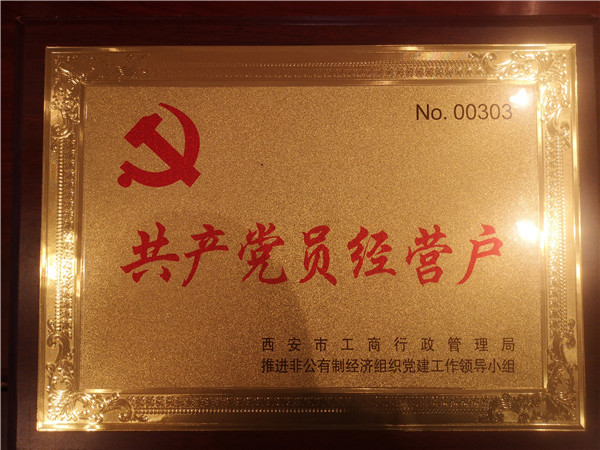 No. 00303
共产党员经营户
西安市工商行政管理局
推进非公有制经济组织党建工作领导小组